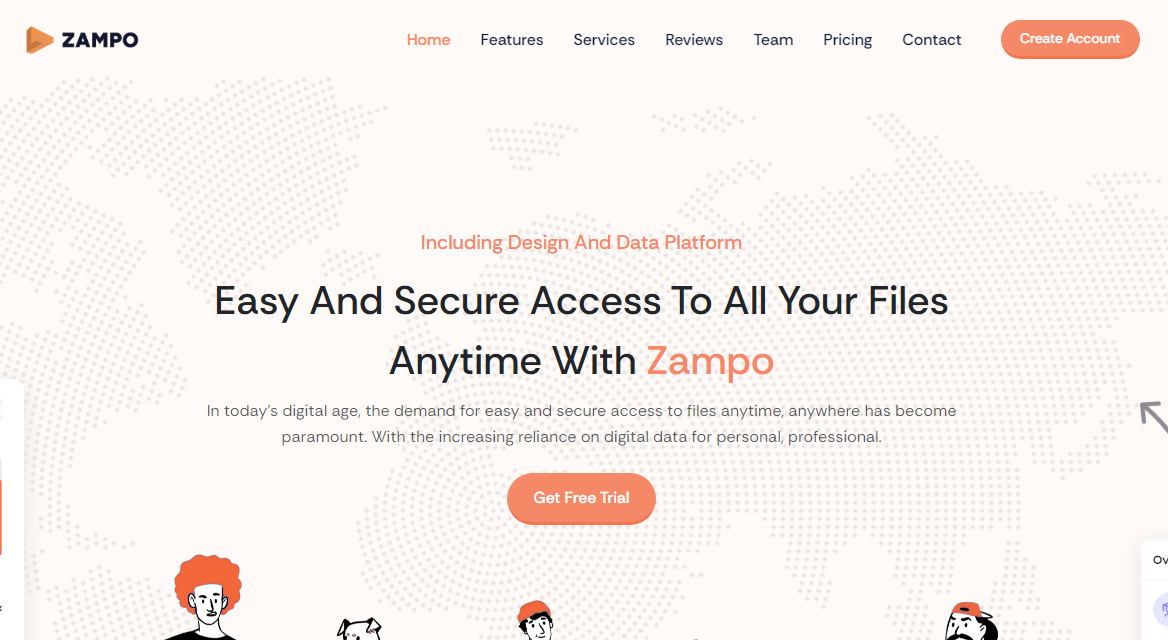 ZAMPO
Home Features Services Reviews Team Pricing Contact Create Account
Including Design And Data Platform
Easy And Secure Access To All Your Files
Anytime With Zampo
In today's digital age, the demand for easy and secure access to files anytime, anywhere has become
paramount. With the increasing reliance on digital data for personal, professional.
Get Free Trial